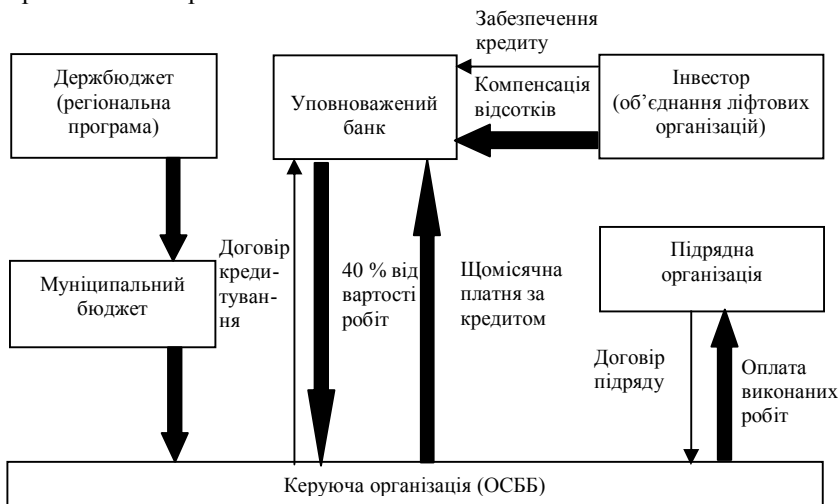 Забезпечення
кредиту
Держбюджет
(регіональна
програма)
Уповноважений
банк
Компенсація
відсотків
Інвестор
(об’єднання ліфтових
організацій)
Муніципальний
бюджет
Договір
креди-
туван-
ня
40 % від
вартості
робіт
Щомісячна
платня за
кредитом
Підрядна
організація
Договір
підряду
Оплата
виконаних
робіт
Керуюча організація (ОСББ)